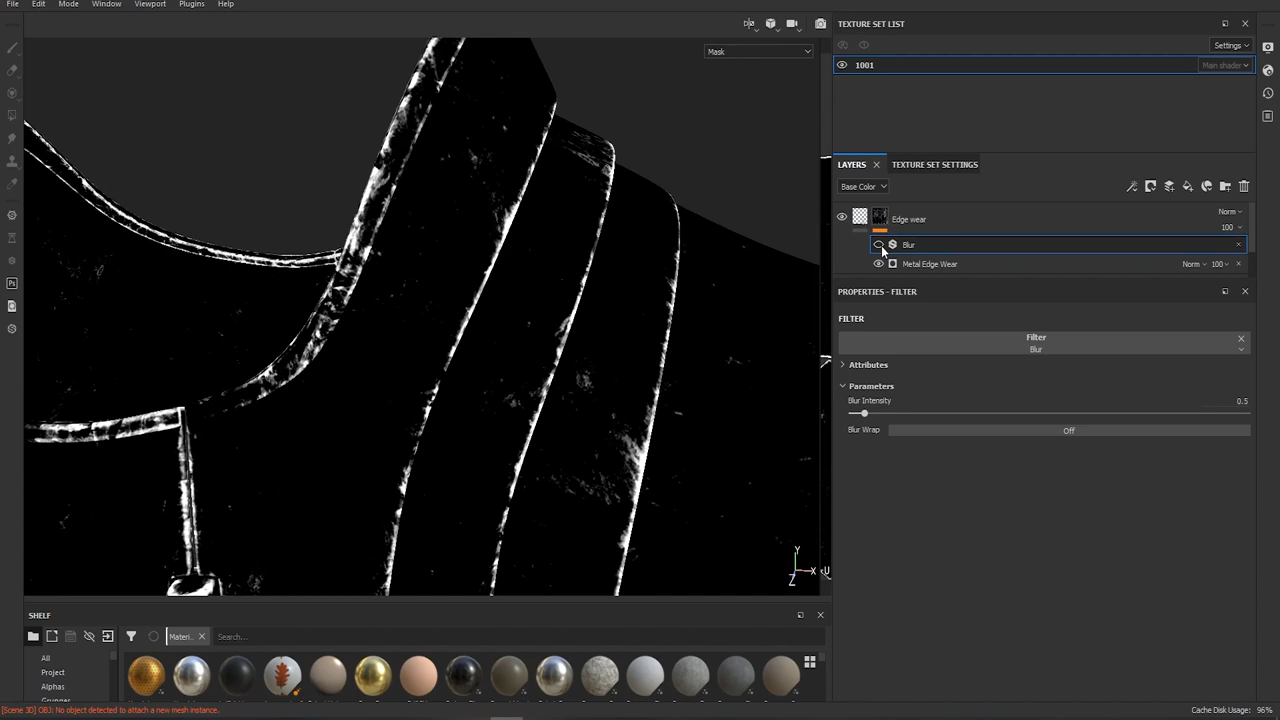 File Edit Mode Window Viewport Plugins Help
Mask
TEXTURE SET LIST
Settings
1001
Main shader
LAYERS
TEXTURE SET SETTINGS
Base Color
Edge wear
Norm
100
Blur
Metal Edge Wear
Norm 100
PROPERTIES - FILTER
FILTER
Filter
Blur
Attributes
Parameters
Blur Intensity
0.5
Blur Wrap
Off
Y
X
Z
U
Ps
SHELF
Materi...
Search...
All
Project
Alphas
[Scene 3D] OBJ: No object detected to attach a new mesh instance.
Cache Disk Usage: 96%